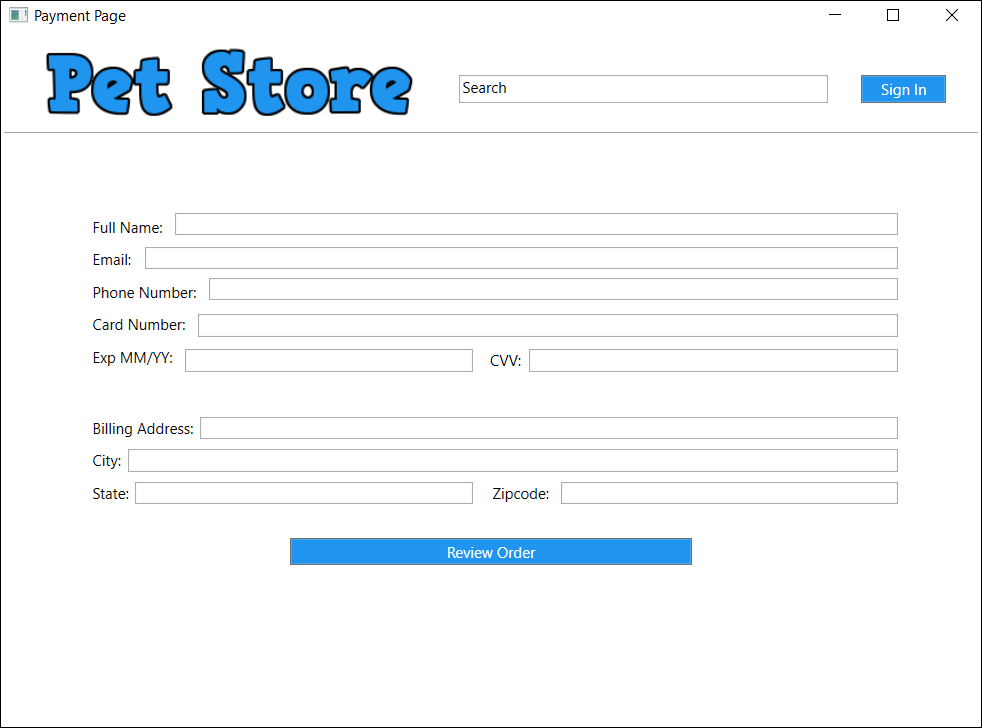 Payment Page
Pet Store
Search
Sign In
Full Name:
Email:
Phone Number:
Card Number:
Exp MM/YY: CVV:
Billing Address:
City:
State: Zipcode:
Review Order